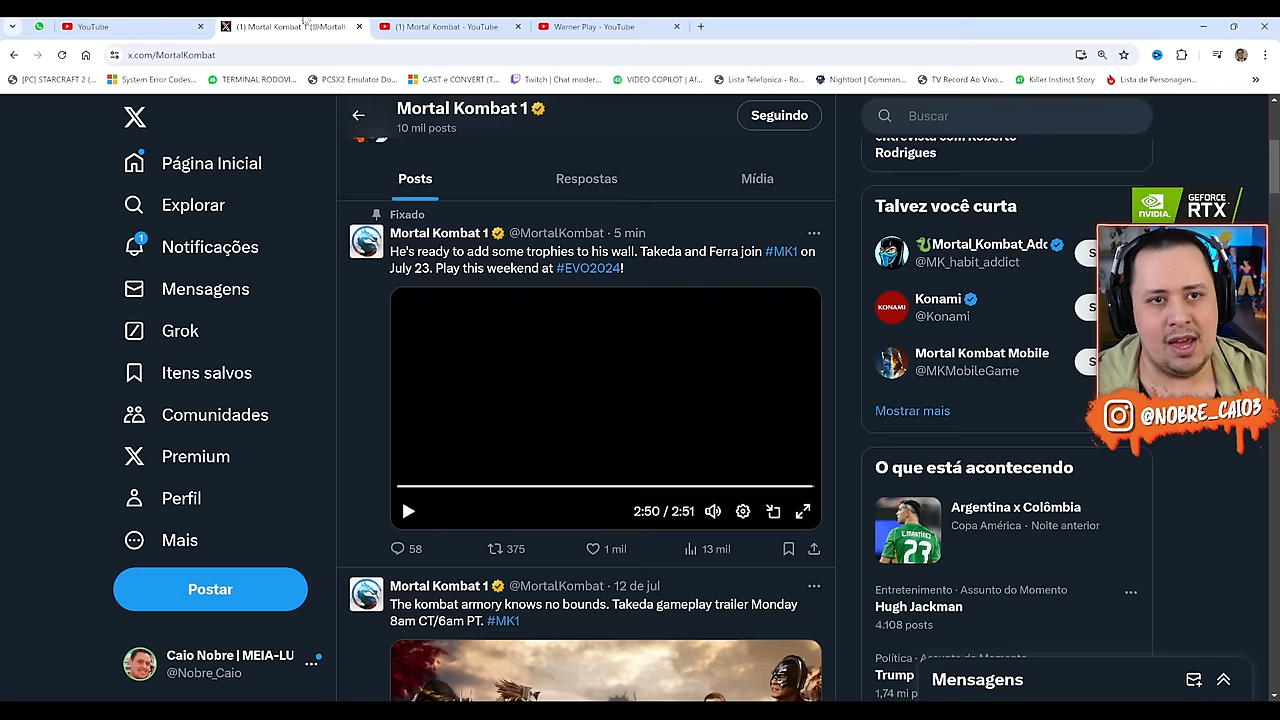 YouTube
(1) Mortal Kombat 1 (@Mortal
(1) Mortal Kombat - YouTube
Warner Play - YouTube
x.com/MortalKombat
[PC] STARCRAFT 2 (...
System Error Codes...
TERMINAL RODOVI...
PCSX2 Emulator Do...
CAST e CONVERT (T...
Twitch | Chat moder...
VIDEO COPILOT | Af...
Lista Telefonica - Ro...
Nightbot | Comman...
TV Record Ao Vivo...
Killer Instinct Story
Lista de Personagen...
Página Inicial
Explorar
Notificações
1
Mensagens
Grok
Itens salvos
Comunidades
Premium
Perfil
Mais
Postar
Caio Nobre | MEIA-LU
@Nobre_Caio
Mortal Kombat 1
10 mil posts
Seguindo
Posts
Respostas
Mídia
Fixado
Mortal Kombat 1 @MortalKombat · 5 min
He's ready to add some trophies to his wall. Takeda and Ferra join #MK1 on
July 23. Play this weekend at #EVO2024!
2:50 / 2:51
58
375
1 mil
13 mil
Mortal Kombat 1 @MortalKombat · 12 de jul
The kombat armory knows no bounds. Takeda gameplay trailer Monday
8am CT/6am PT. #MK1
Buscar
entrevista com Roberto
Rodrigues
Talvez você curta
Mortal_Kombat_Adc
@MK_habit_addict
S
Konami
@Konami
S
KONAMI
Mortal Kombat Mobile
@MKMobileGame
S
Mostrar mais
O que está acontecendo
Argentina x Colômbia
Copa América · Noite anterior
E.MARTÍNEZ
23
Entretenimento · Assunto do Momento
Hugh Jackman
4.108 posts
Política · Assunto do Momento
Trump
1,74 mi p
Mensagens
NVIDIA.
GEFORCE
RTX
@NOBRE_CAIO3